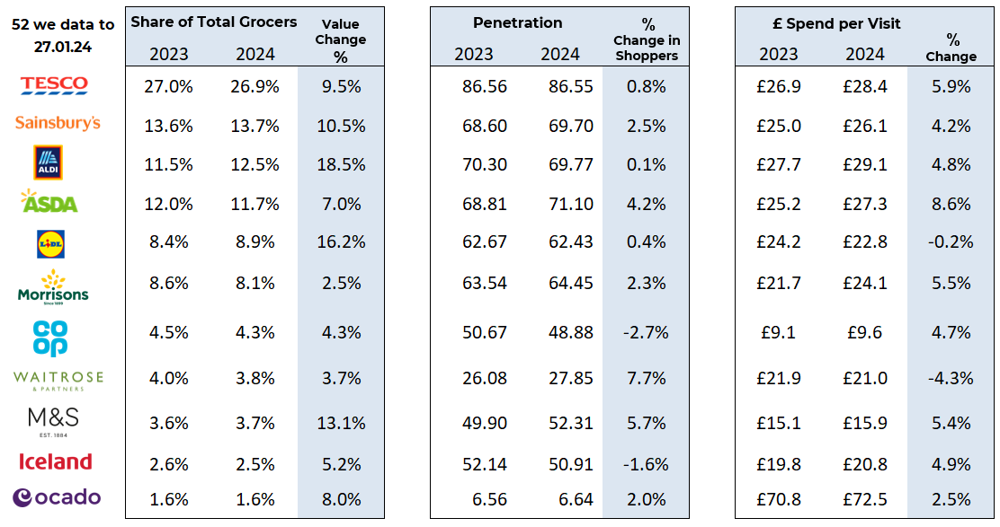 52 we data to
27.01.24
Share of Total Grocers
2023 2024
Value
Change
%
Penetration
2023 2024
%
Change in
Shoppers
£ Spend per Visit
2023 2024
%
Change
TESCO 27.0% 26.9% 9.5% 86.56 86.55 0.8% £26.9 £28.4 5.9%
Sainsbury's 13.6% 13.7% 10.5% 68.60 69.70 2.5% £25.0 £26.1 4.2%
ALDI 11.5% 12.5% 18.5% 70.30 69.77 0.1% £27.7 £29.1 4.8%
ASDA 12.0% 11.7% 7.0% 68.81 71.10 4.2% £25.2 £27.3 8.6%
LIDL 8.4% 8.9% 16.2% 62.67 62.43 0.4% £24.2 £22.8 -0.2%
Morrisons 8.6% 8.1% 2.5% 63.54 64.45 2.3% £21.7 £24.1 5.5%
Since 1899
CO
OP 4.5% 4.3% 4.3% 50.67 48.88 -2.7% £9.1 £9.6 4.7%
WAITROSE 4.0% 3.8% 3.7% 26.08 27.85 7.7% £21.9 £21.0 -4.3%
& PARTNERS
M&S 3.6% 3.7% 13.1% 49.90 52.31 5.7% £15.1 £15.9 5.4%
EST. 1884
Iceland 2.6% 2.5% 5.2% 52.14 50.91 -1.6% £19.8 £20.8 4.9%
ocado 1.6% 1.6% 8.0% 6.56 6.64 2.0% £70.8 £72.5 2.5%